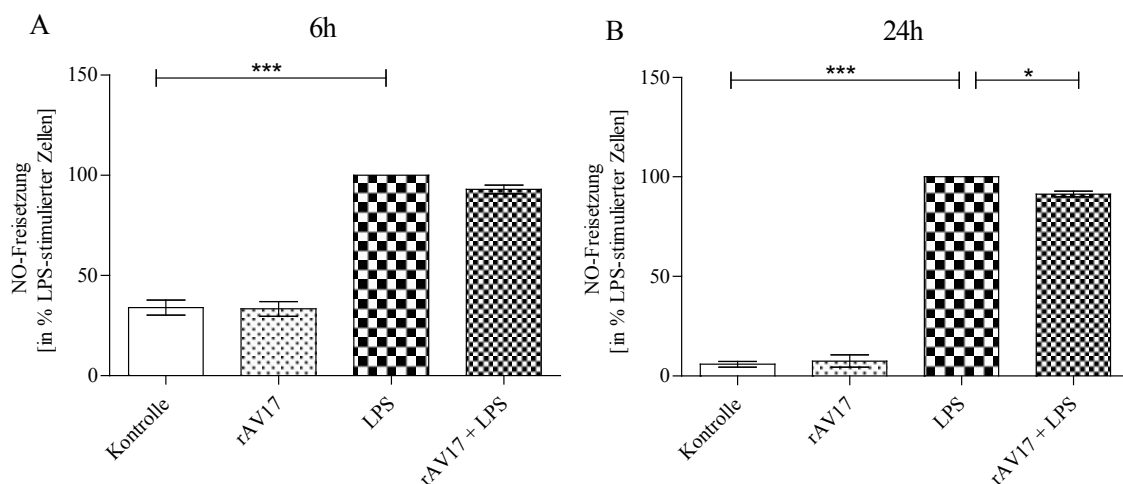 A
6h
***
150
100
50
0
NO-Freisetzung
[in % LPS-stimulierter Zellen]
Kontrolle
rAV17
LPS
rAV17 + LPS
B
24h
***
*
150
100
50
0
NO-Freisetzung
[in % LPS-stimulierter Zellen]
Kontrolle
rAV17
LPS
rAV17 + LPS